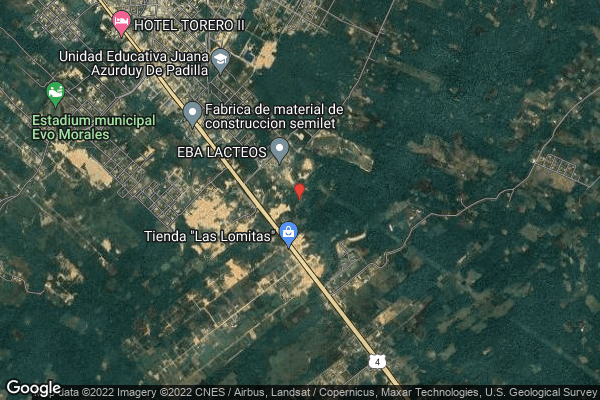 HOTEL TORERO II
Unidad Educativa Juana
Azurduy De Padilla
Fabrica de material de
construccion semilet
Estadium municipal
Evo Morales
EBA LACTEOS
Tienda "Las Lomitas"
4
Google
data ©2022 Imagery ©2022 CNES / Airbus, Landsat / Copernicus, Maxar Technologies, U.S. Geological Survey